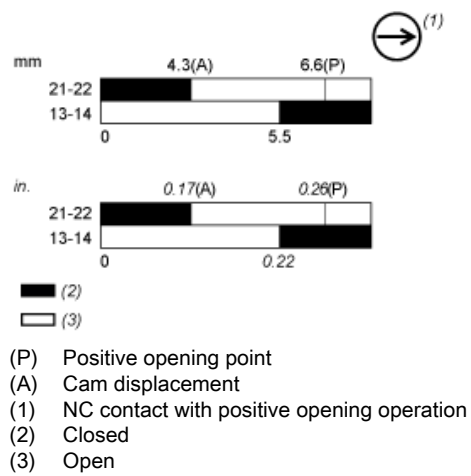 (1)
mm
4.3(A) 6.6(P)
21-22
13-14
0 5.5
in.
0.17(A) 0.26(P)
21-22
13-14
0 0.22
(2)
(3)
(P) Positive opening point
(A) Cam displacement
(1) NC contact with positive opening operation
(2) Closed
(3) Open